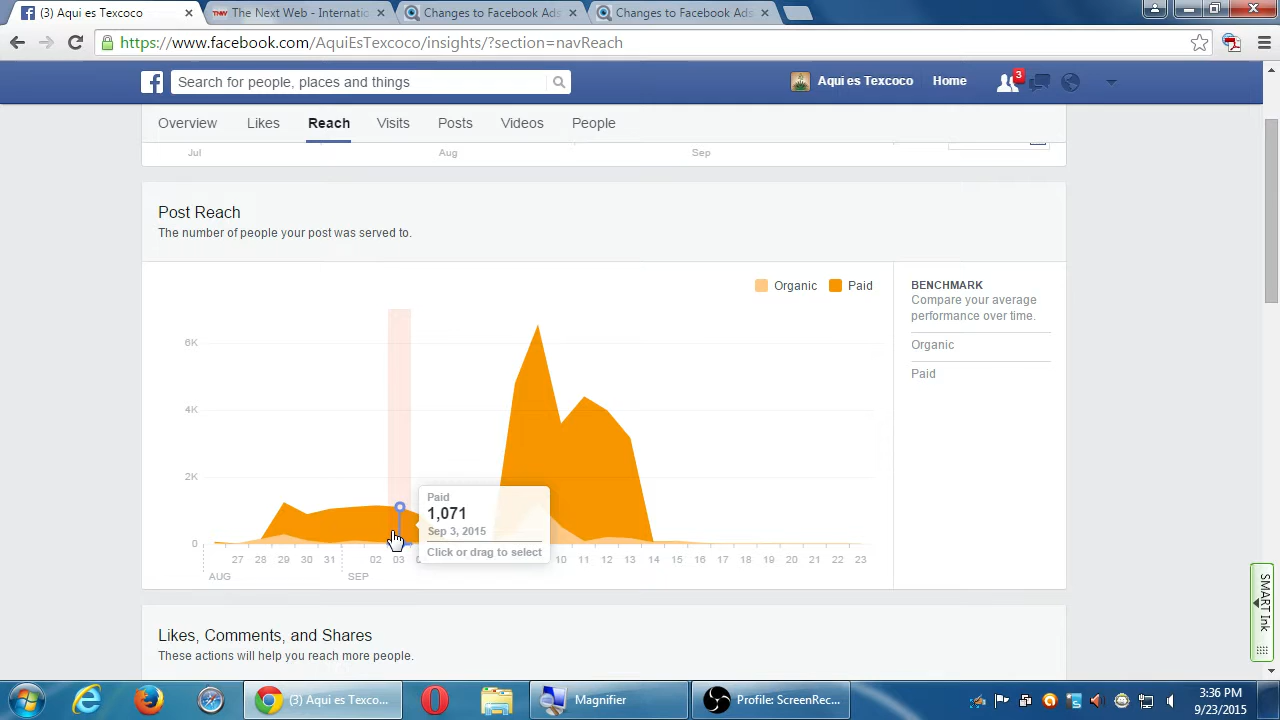 (3) Aqui es Texcoco
The Next Web - Internatio
Changes to Facebook Ads
Changes to Facebook Ads
https://www.facebook.com/AquiEsTexcoco/insights/?section=navReach
Search for people, places and things
Aqui es Texcoco
Home
3
Overview
Likes
Reach
Visits
Posts
Videos
People
Jul
Aug
Sep
Post Reach
The number of people your post was served to.
Organic
Paid
BENCHMARK
Compare your average
performance over time.
Organic
Paid
6K
4K
2K
0
Paid
1,071
Sep 3, 2015
Click or drag to select
27 28 29 30 31 02 03 10 11 12 13 14 15 16 17 18 19 20 21 22 23
AUG SEP
Likes, Comments, and Shares
These actions will help you reach more people.
SMART Ink
(3) Aqui es Texco...
Magnifier
Profile: ScreenRec...
3:36 PM
9/23/2015